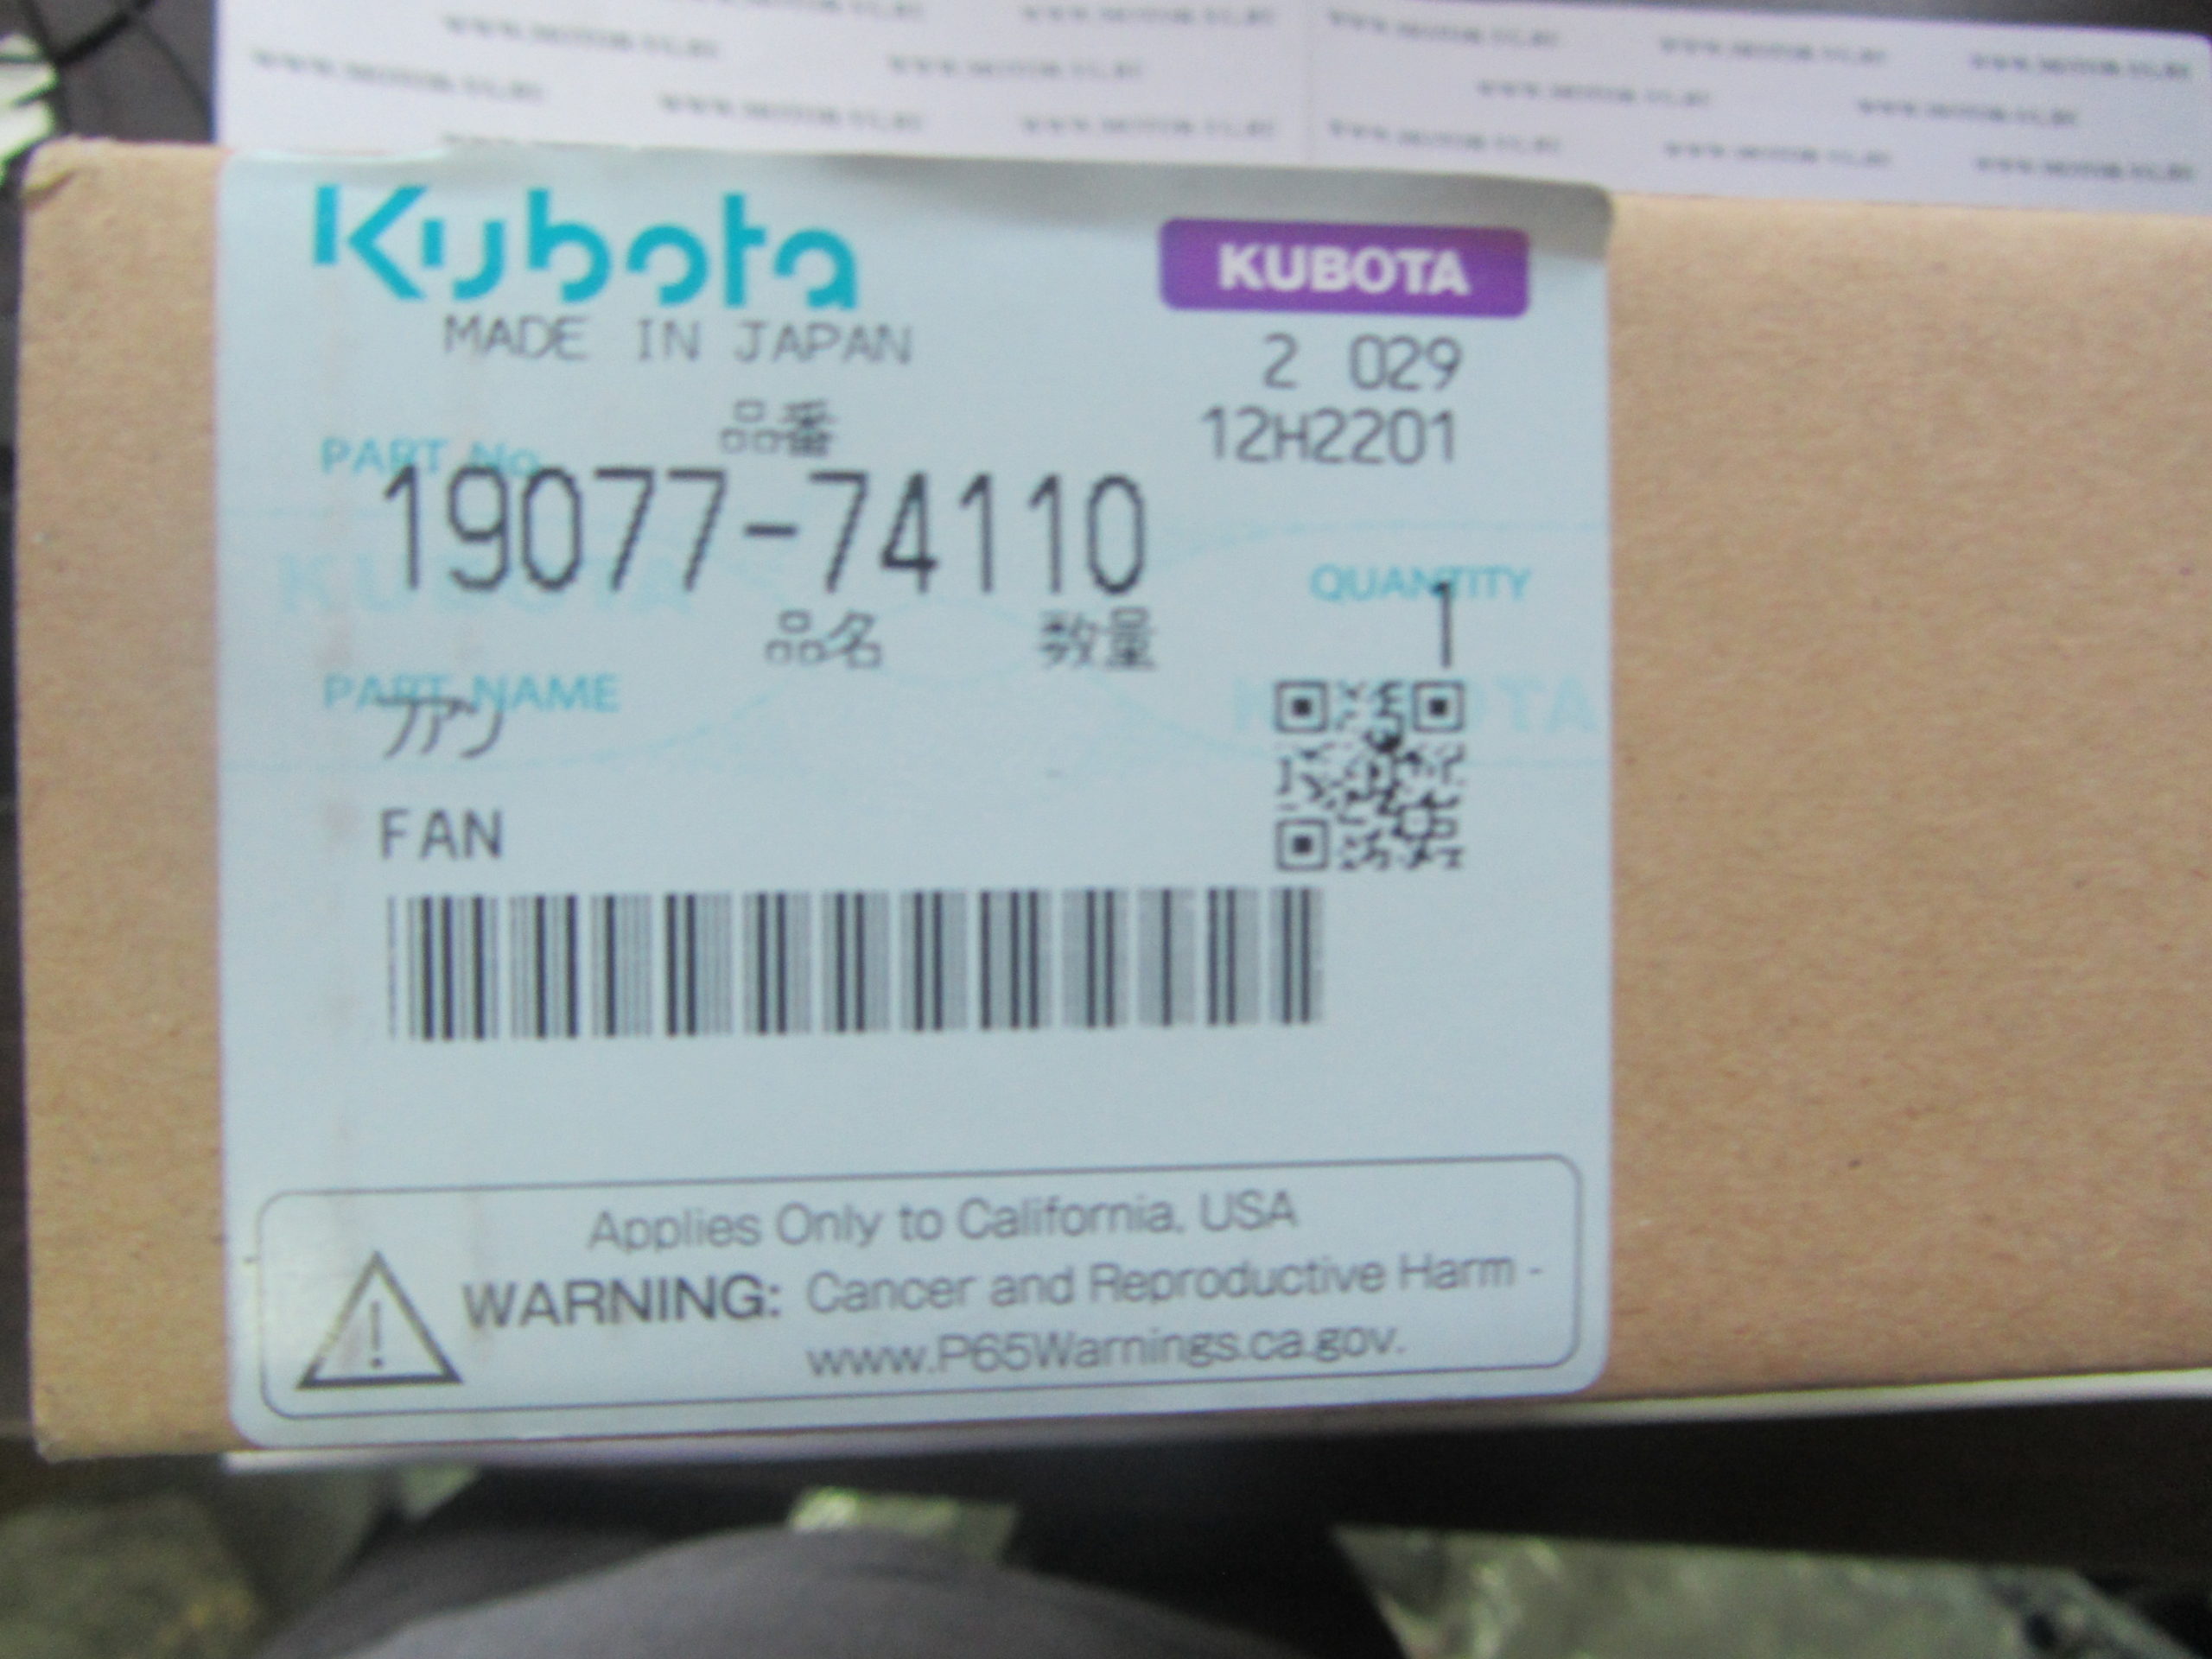 Kubota
KUBOTA
MADE IN JAPAN
2 029
12H2201
品番
PART No.
19077-74110
QUANTITY
1
品名 数量
PART NAME
ファン
FAN
KUBOTA
Applies Only to California, USA
WARNING: Cancer and Reproductive Harm -
www.P65Warnings.ca.gov.